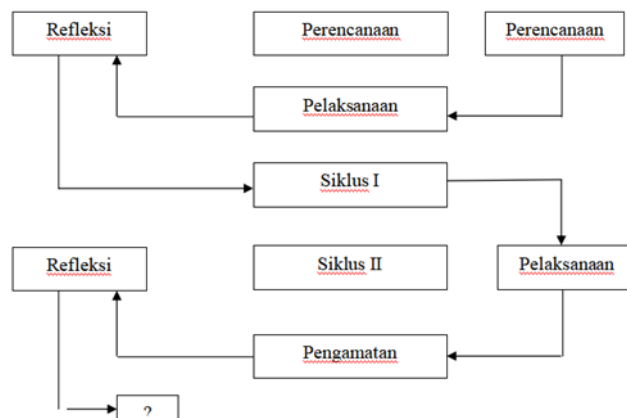 Refleksi
Perencanaan
Perencanaan
Pelaksanaan
Siklus I
Refleksi
Siklus II
Pelaksanaan
Pengamatan
?